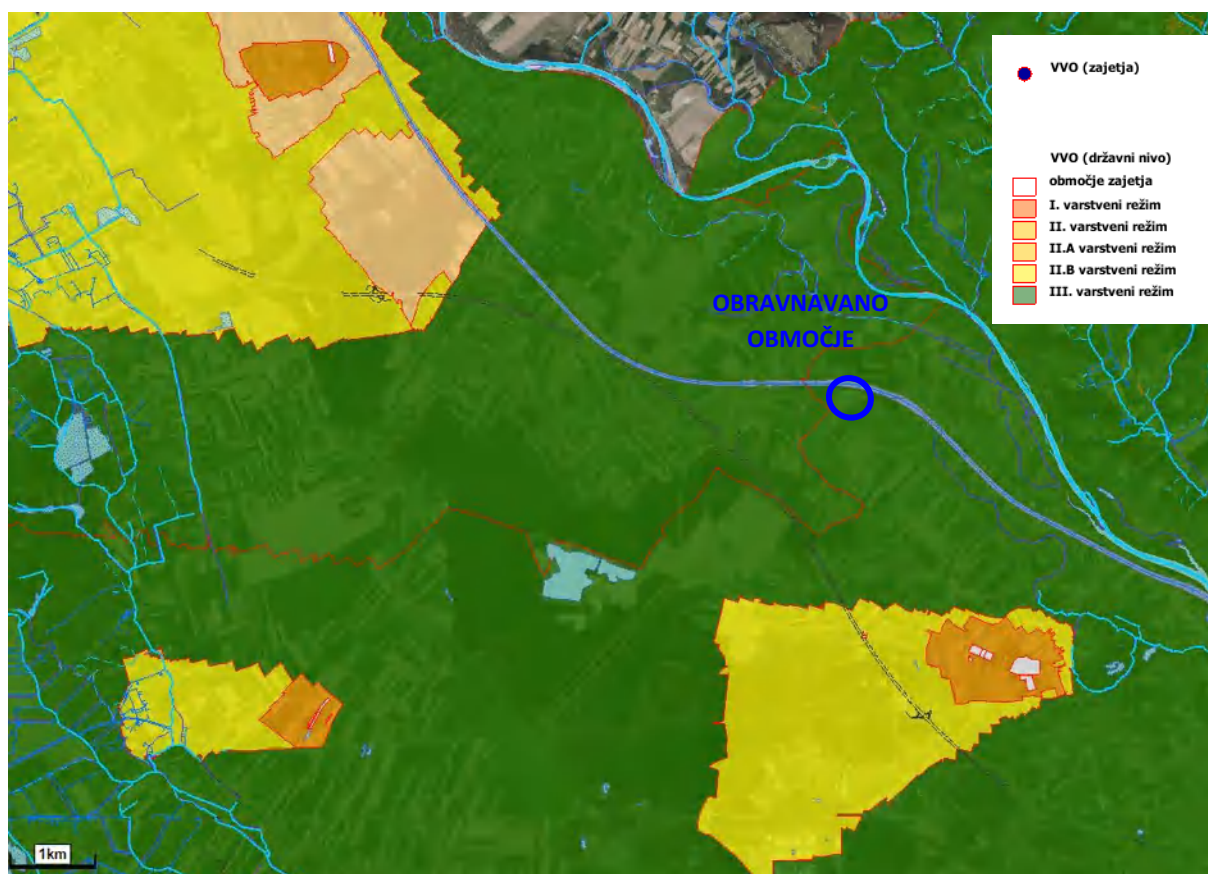 VVO (zajetja)
VVO (državni nivo)
območje zajetja
I. varstveni režim
II. varstveni režim
II.A varstveni režim
II.B varstveni režim
III. varstveni režim
OBRAVNAVANO
OBMOČJE
1km